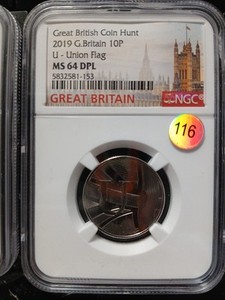 Great British Coin Hunt
2019 G.Britain 10P
U - Union Flag
MS 64 DPL
5832581-153
GREAT BRITAIN
NGC
116